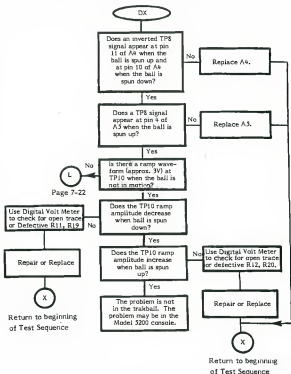 DX
Does an inverted TP8
signal appear at pin
11 of A4 when the
ball is spun up and
at pin 10 of A4
when the ball is
spun down?
No
Replace A4.
Yes
Does a TP8 signal
appear at pin 4 of
A3 when the ball is
spun up?
No
Replace A3.
Yes
Is there a ramp wave-
form (approx. 3V) at
TP10 when the ball is
not in motion?
No
L
Page 7-22
Yes
Does the TP10 ramp
amplitude decrease
when ball is spun
down?
No
Use Digital Volt Meter
to check for open trace
or Defective R11, R19
Repair or Replace
X
Return to beginning
of Test Sequence
Yes
Does the TP10 ramp
amplitude increase
when ball is spun
up?
No
Use Digital Volt Meter
to check for open trace
or defective R12, R20.
Repair or Replace
X
Return to beginning
of Test Sequence
Yes
The problem is not
in the trakball. The
problem may be in the
Model 5200 console.